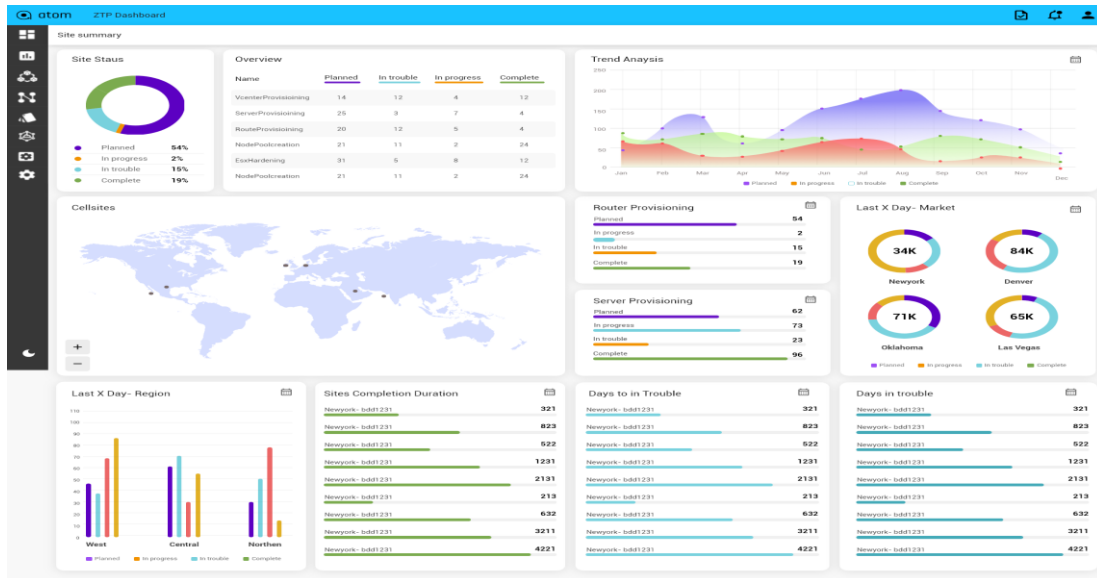 atom ZTP Dashboard
Site summary
Site Staus
Planned 54%
In progress 2%
In trouble 15%
Complete 19%
Overview
Name Planned In trouble In progress Complete
VcenterProvisioining 14 12 4 12
ServerProvisioining 25 3 7 4
RouteProvisioining 20 12 5 4
NodePoolcreation 21 11 2 24
EsxHardening 31 5 8 12
NodePoolcreation 21 11 2 24
Trend Anaysis
250
200
150
100
50
0
Jan Feb Mar Apr May Jun Jul Aug Sep Oct Nov Dec
Planned In progress In trouble Complete
Cellsites
+
−
Router Provisioning
Planned 54
In progress 2
In trouble 15
Complete 19
Server Provisioning
Planned 62
In progress 73
In trouble 23
Complete 96
Last X Day- Market
34K 84K
Newyork Denver
71K 65K
Oklahoma Las Vegas
Planned In progress In trouble Complete
Last X Day- Region
110
100
90
80
70
60
50
40
30
20
10
0
West Central Northen
Planned In progress In trouble Complete
Sites Completion Duration
Newyork- bdd1231 321
Newyork- bdd1231 823
Newyork- bdd1231 522
Newyork- bdd1231 1231
Newyork- bdd1231 2131
Newyork- bdd1231 213
Newyork- bdd1231 632
Newyork- bdd1231 3211
Newyork- bdd1231 4221
Days to in Trouble
Newyork- bdd1231 321
Newyork- bdd1231 823
Newyork- bdd1231 522
Newyork- bdd1231 1231
Newyork- bdd1231 2131
Newyork- bdd1231 213
Newyork- bdd1231 632
Newyork- bdd1231 3211
Newyork- bdd1231 4221
Days in trouble
Newyork- bdd1231 321
Newyork- bdd1231 823
Newyork- bdd1231 522
Newyork- bdd1231 1231
Newyork- bdd1231 2131
Newyork- bdd1231 213
Newyork- bdd1231 632
Newyork- bdd1231 3211
Newyork- bdd1231 4221